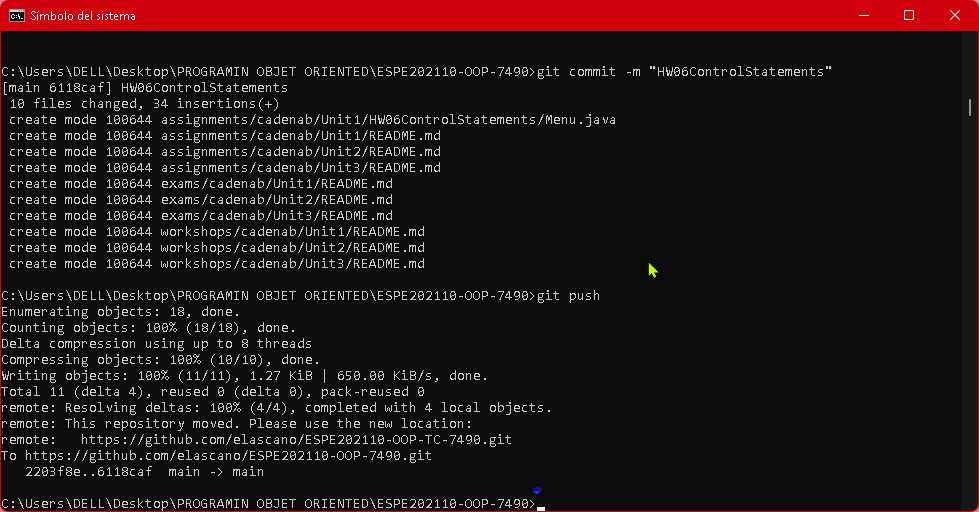 Símbolo del sistema
C:\Users\DELL\Desktop\PROGRAMIN OBJET ORIENTED\ESPE202110-OOP-7490>git commit -m "HW06ControlStatements"
[main 6118caf] HW06ControlStatements
 10 files changed, 34 insertions(+)
 create mode 100644 assignments/cadenab/Unit1/HW06ControlStatements/Menu.java
 create mode 100644 assignments/cadenab/Unit1/README.md
 create mode 100644 assignments/cadenab/Unit2/README.md
 create mode 100644 assignments/cadenab/Unit3/README.md
 create mode 100644 exams/cadenab/Unit1/README.md
 create mode 100644 exams/cadenab/Unit2/README.md
 create mode 100644 exams/cadenab/Unit3/README.md
 create mode 100644 workshops/cadenab/Unit1/README.md
 create mode 100644 workshops/cadenab/Unit2/README.md
 create mode 100644 workshops/cadenab/Unit3/README.md
C:\Users\DELL\Desktop\PROGRAMIN OBJET ORIENTED\ESPE202110-OOP-7490>git push
Enumerating objects: 18, done.
Counting objects: 100% (18/18), done.
Delta compression using up to 8 threads
Compressing objects: 100% (10/10), done.
Writing objects: 100% (11/11), 1.27 KiB | 650.00 KiB/s, done.
Total 11 (delta 4), reused 0 (delta 0), pack-reused 0
remote: Resolving deltas: 100% (4/4), completed with 4 local objects.
remote: This repository moved. Please use the new location:
remote:   https://github.com/elascano/ESPE202110-OOP-TC-7490.git
To https://github.com/elascano/ESPE202110-OOP-7490.git
   2203f8e..6118caf  main -> main
C:\Users\DELL\Desktop\PROGRAMIN OBJET ORIENTED\ESPE202110-OOP-7490>